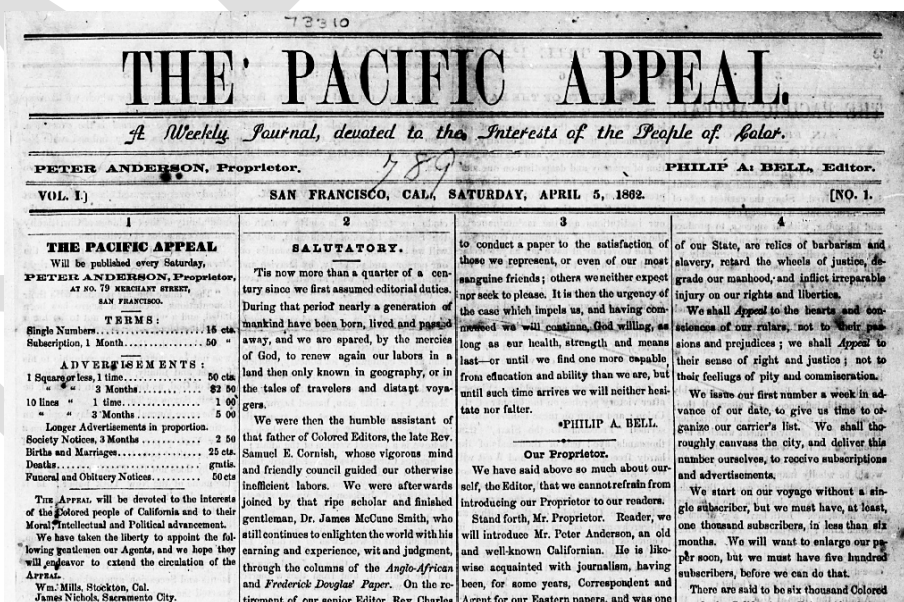 73310
THE PACIFIC APPEAL.
A Weekly Journal, devoted to the Interests of the People of Color.
PETER ANDERSON, Proprietor.
789
PHILIP A: BELL, Editor.
VOL. I.)
SAN FRANCISCO, CAL., SATURDAY, APRIL 5, 1862.
[NO. 1.
1
THE PACIFIC APPEAL
Will be published every Saturday,
PETER ANDERSON, Proprietor,
AT NO. 79 MERCHANT STREET,
SAN FRANCISCO.
TERMS:
Single Numbers.............. 15 cts.
Subscription, 1 Month........ 50 "
ADVERTISEMENTS:
1 Square or less, 1 time............ 50 cts.
" " " 3 Months........ $2 50
10 lines " 1 time............ 1 00
" " 3 Months........ 5 00
Longer Advertisements in proportion.
Society Notices, 3 Months.......... 2 50
Births and Marriages............ 25 cts.
Deaths.................... gratis.
Funeral and Obituery Notices........ 50cts
THE APPEAL will be devoted to the interests
of the Colored people of California and to their
Moral, Intellectual and Political advancement.
We have taken the liberty to appoint the fol-
lowing gentlemen our Agents, and we hope they
will endeavor to extend the circulation of the
APPEAL.
Wm. Mills, Stockton, Cal.
James Nichols, Sacramento City.
2
SALUTATORY.
'Tis now more than a quarter of a cen-
tury since we first assumed editorial duties.
During that period nearly a generation of
mankind have been born, lived and passed
away, and we are spared, by the mercies
of God, to renew again our labors in a
land then only known in geography, or in
the tales of travelers and distant voya-
gers.
We were then the humble assistant of
that father of Colored Editors, the late Rev.
Samuel E. Cornish, whose vigorous mind
and friendly council guided our otherwise
inefficient labors. We were afterwards
joined by that ripe scholar and finished
gentleman, Dr. James McCune Smith, who
still continues to enlighten the world with his
earning and experience, wit and judgment,
through the columns of the Anglo-African
and Frederick Douglas' Paper. On the re-
tirement of our senior Editor, Rev. Charles
3
to conduct a paper to the satisfaction of
those we represent, or even of our most
sanguine friends; others we neither expect
nor seek to please. It is then the urgency of
the case which impels us, and having com-
menced we will continue, God willing, as
long as our health, strength and means
last—or until we find one more capable
from education and ability than we are, but
until such time arrives we will neither hesi-
tate nor falter.
PHILIP A. BELL.
Our Proprietor.
We have said above so much about our-
self, the Editor, that we cannot refrain from
introducing our Proprietor to our readers.
Stand forth, Mr. Proprietor. Reader, we
will introduce Mr. Peter Anderson, an old
and well-known Californian. He is like-
wise acquainted with journalism, having
been, for some years, Correspondent and
Agent for our Eastern papers, and was one
4
of our State, are relics of barbarism and
slavery, retard the wheels of justice, de-
grade our manhood, and inflict irreparable
injury on our rights and liberties.
We shall Appeal to the hearts and con-
sciences of our rulars, not to their pas-
sions and prejudices; we shall Appeal to
their sense of right and justice; not to
their feeliugs of pity and commiseration.
We issue our first number a week in ad-
vance of our date, to give us time to or-
ganize our carrier's list. We shall tho-
roughly canvass the city, and deliver this
number ourselves, to receive subscriptions
and advertisements,
We start on our voyage without a sin-
gle subscriber, but we must have, at least,
one thousand subscribers, in less than six
months. We will want to enlarge our pa-
per soon, but we must have five hundred
subscribers, before we can do that.
There are said to be six thousand Colored